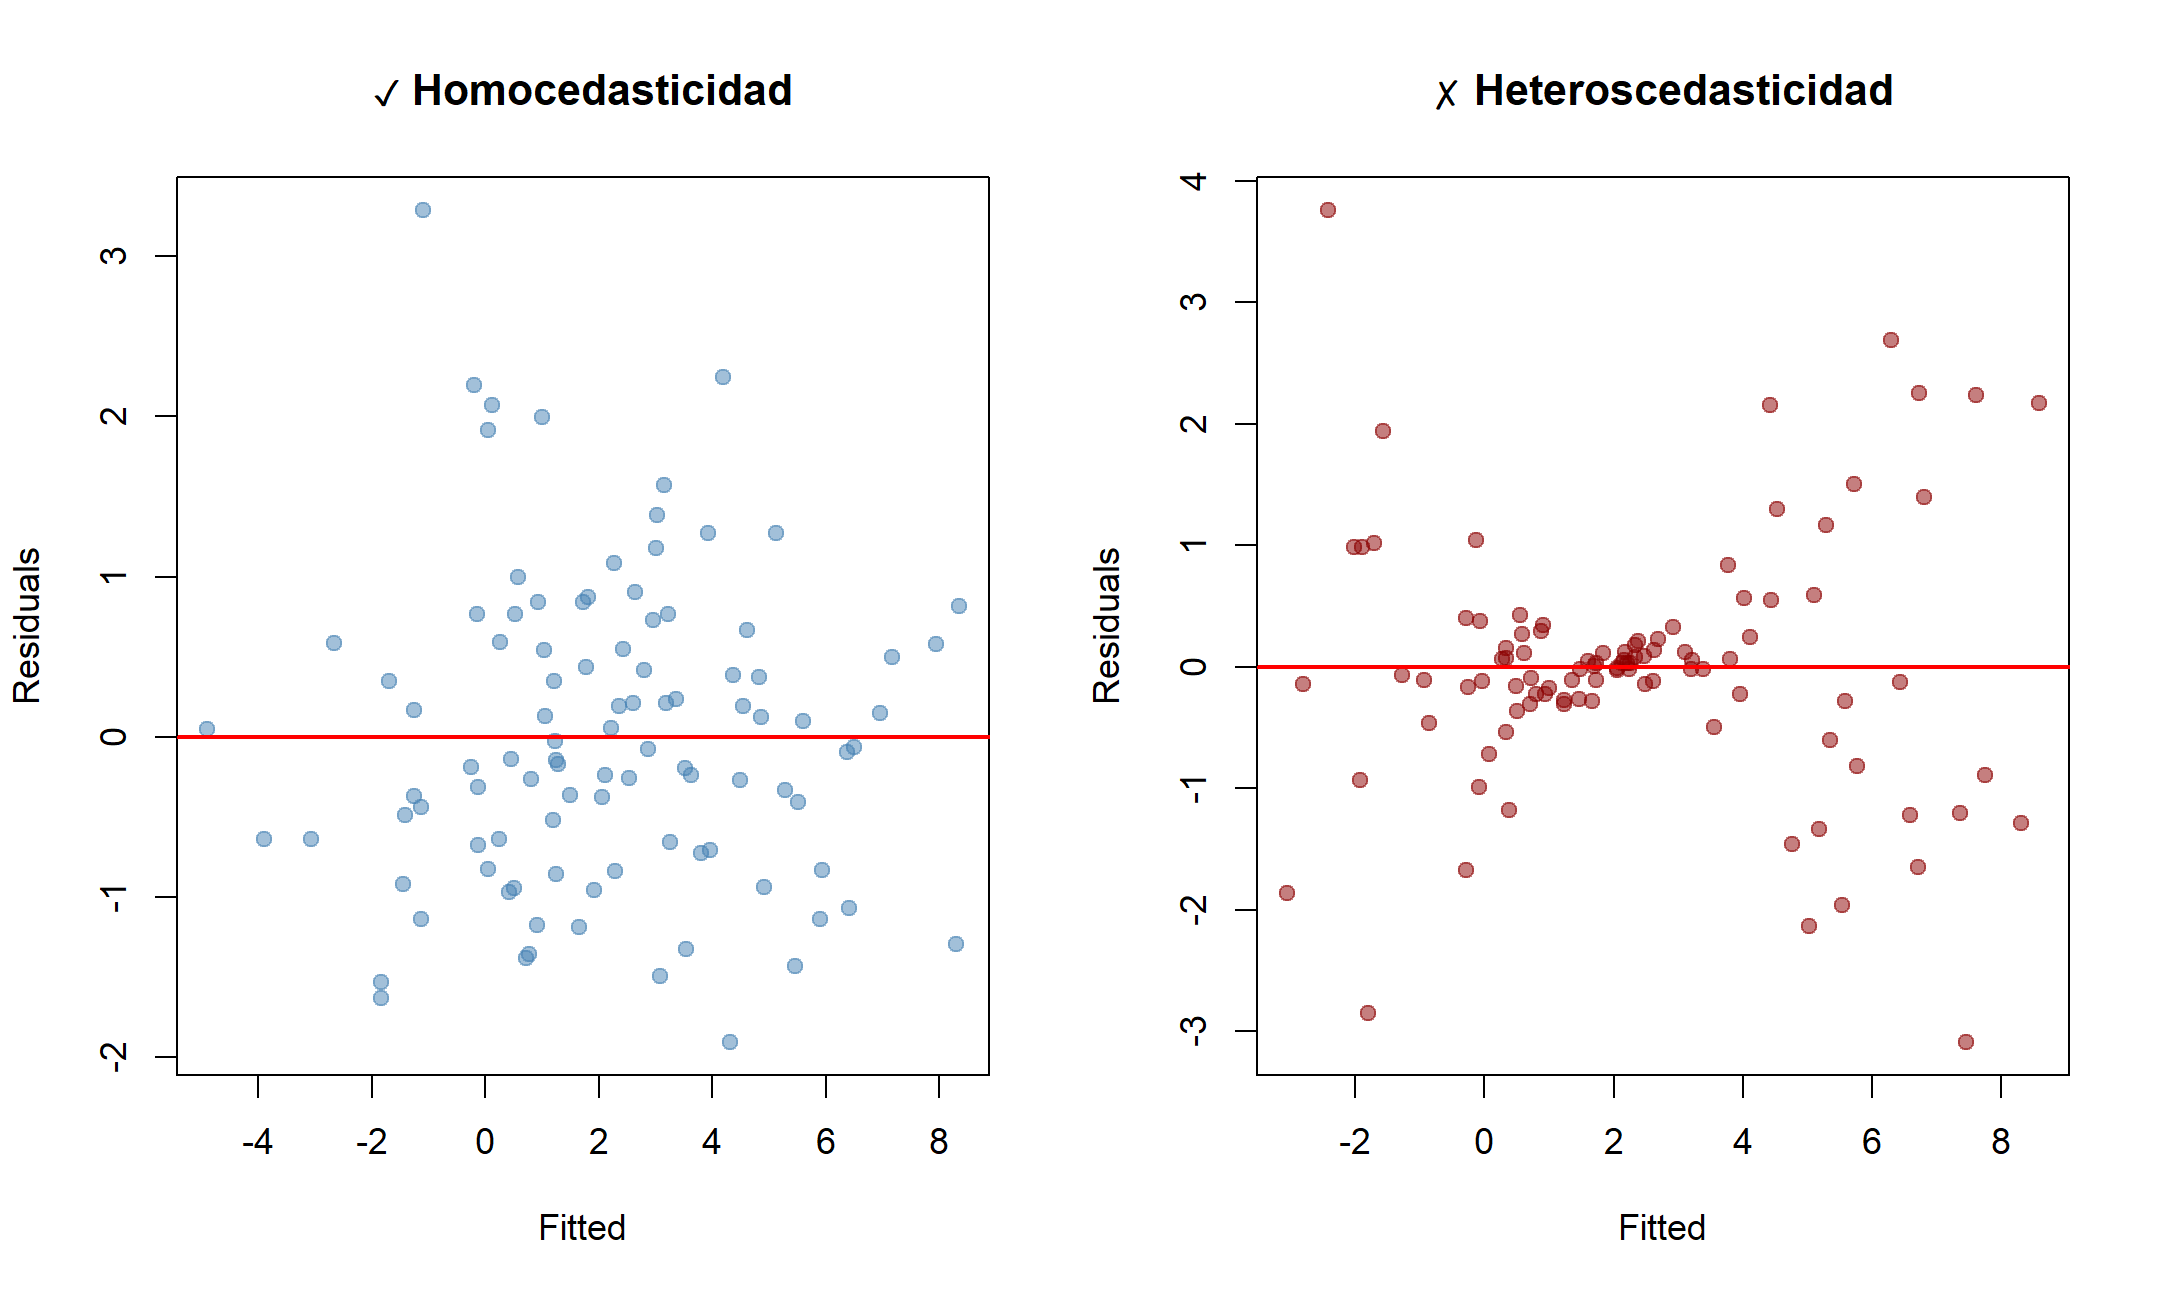 ✓ Homocedasticidad
Residuals
3
2
1
0
-1
-2
-4 -2 0 2 4 6 8
Fitted
✗ Heteroscedasticidad
Residuals
4
3
2
1
0
-1
-2
-3
-2 0 2 4 6 8
Fitted